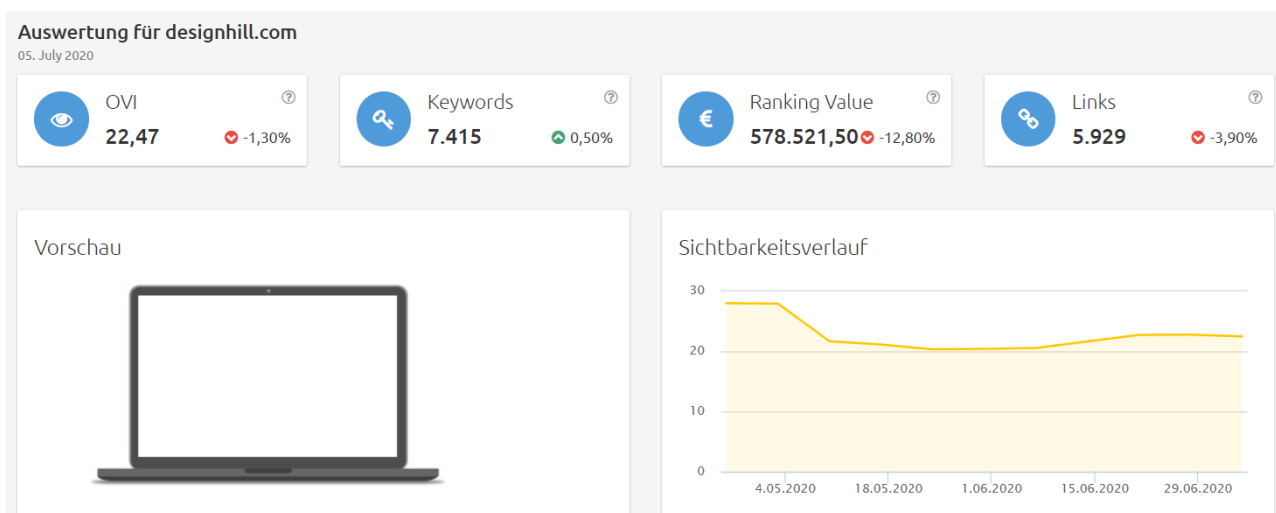 Auswertung für designhill.com
05. July 2020
OVI
22,47
-1,30%
Keywords
7.415
0,50%
Ranking Value
578.521,50
-12,80%
Links
5.929
-3,90%
Vorschau
Sichtbarkeitsverlauf
30
20
10
0
4.05.2020 18.05.2020 1.06.2020 15.06.2020 29.06.2020